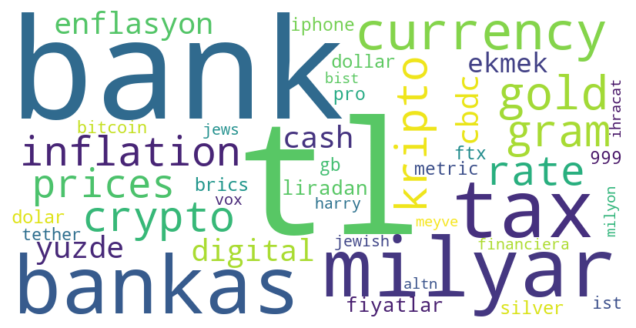 enflasyon
iphone
currency
bank
dollar
bist
pro
ekmek
kripto
cbdc
gold
ihracat
bitcoin
jews
cash
gram
inflation
tl
gb
ftx
999
metric
rate
prices
brics
liradan
vox
harry
tax
milyon
dolar
crypto
meyve
tether
yuzde
digital
jewish
financiera
bankas
milyar
altn
fiyatlar
silver
ist